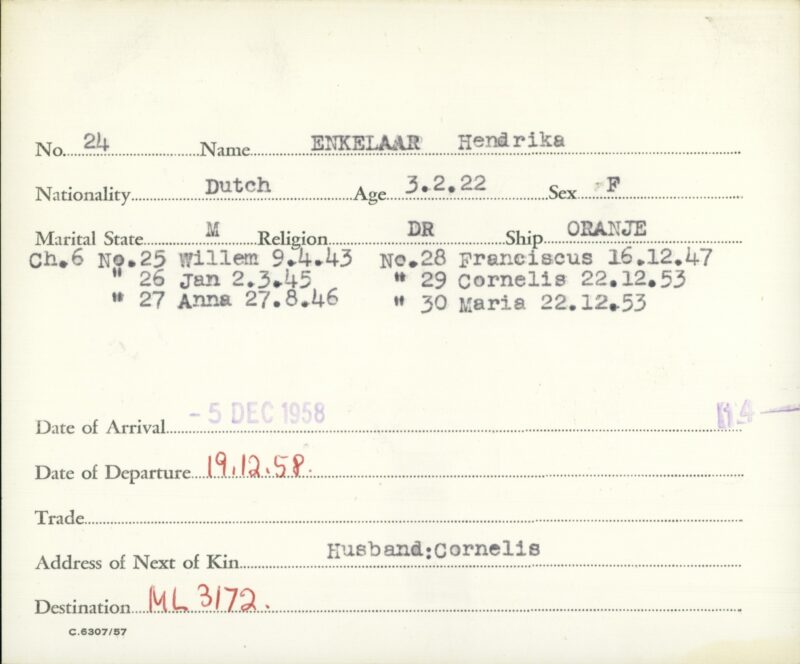 No. 24 Name ENKELAAR Hendrika
Nationality Dutch Age 3.2.22 Sex F
Marital State M Religion DR Ship ORANJE
Ch.6 No.25 Willem 9.4.43 No.28 Franciscus 16.12.47
" 26 Jan 2.3.45 " 29 Cornelis 22.12.53
" 27 Anna 27.8.46 " 30 Maria 22.12.53
Date of Arrival -5 DEC 1958 14
Date of Departure 19.12.58.
Trade
Address of Next of Kin Husband:Cornelis
Destination ML 3172.
C.6307/57